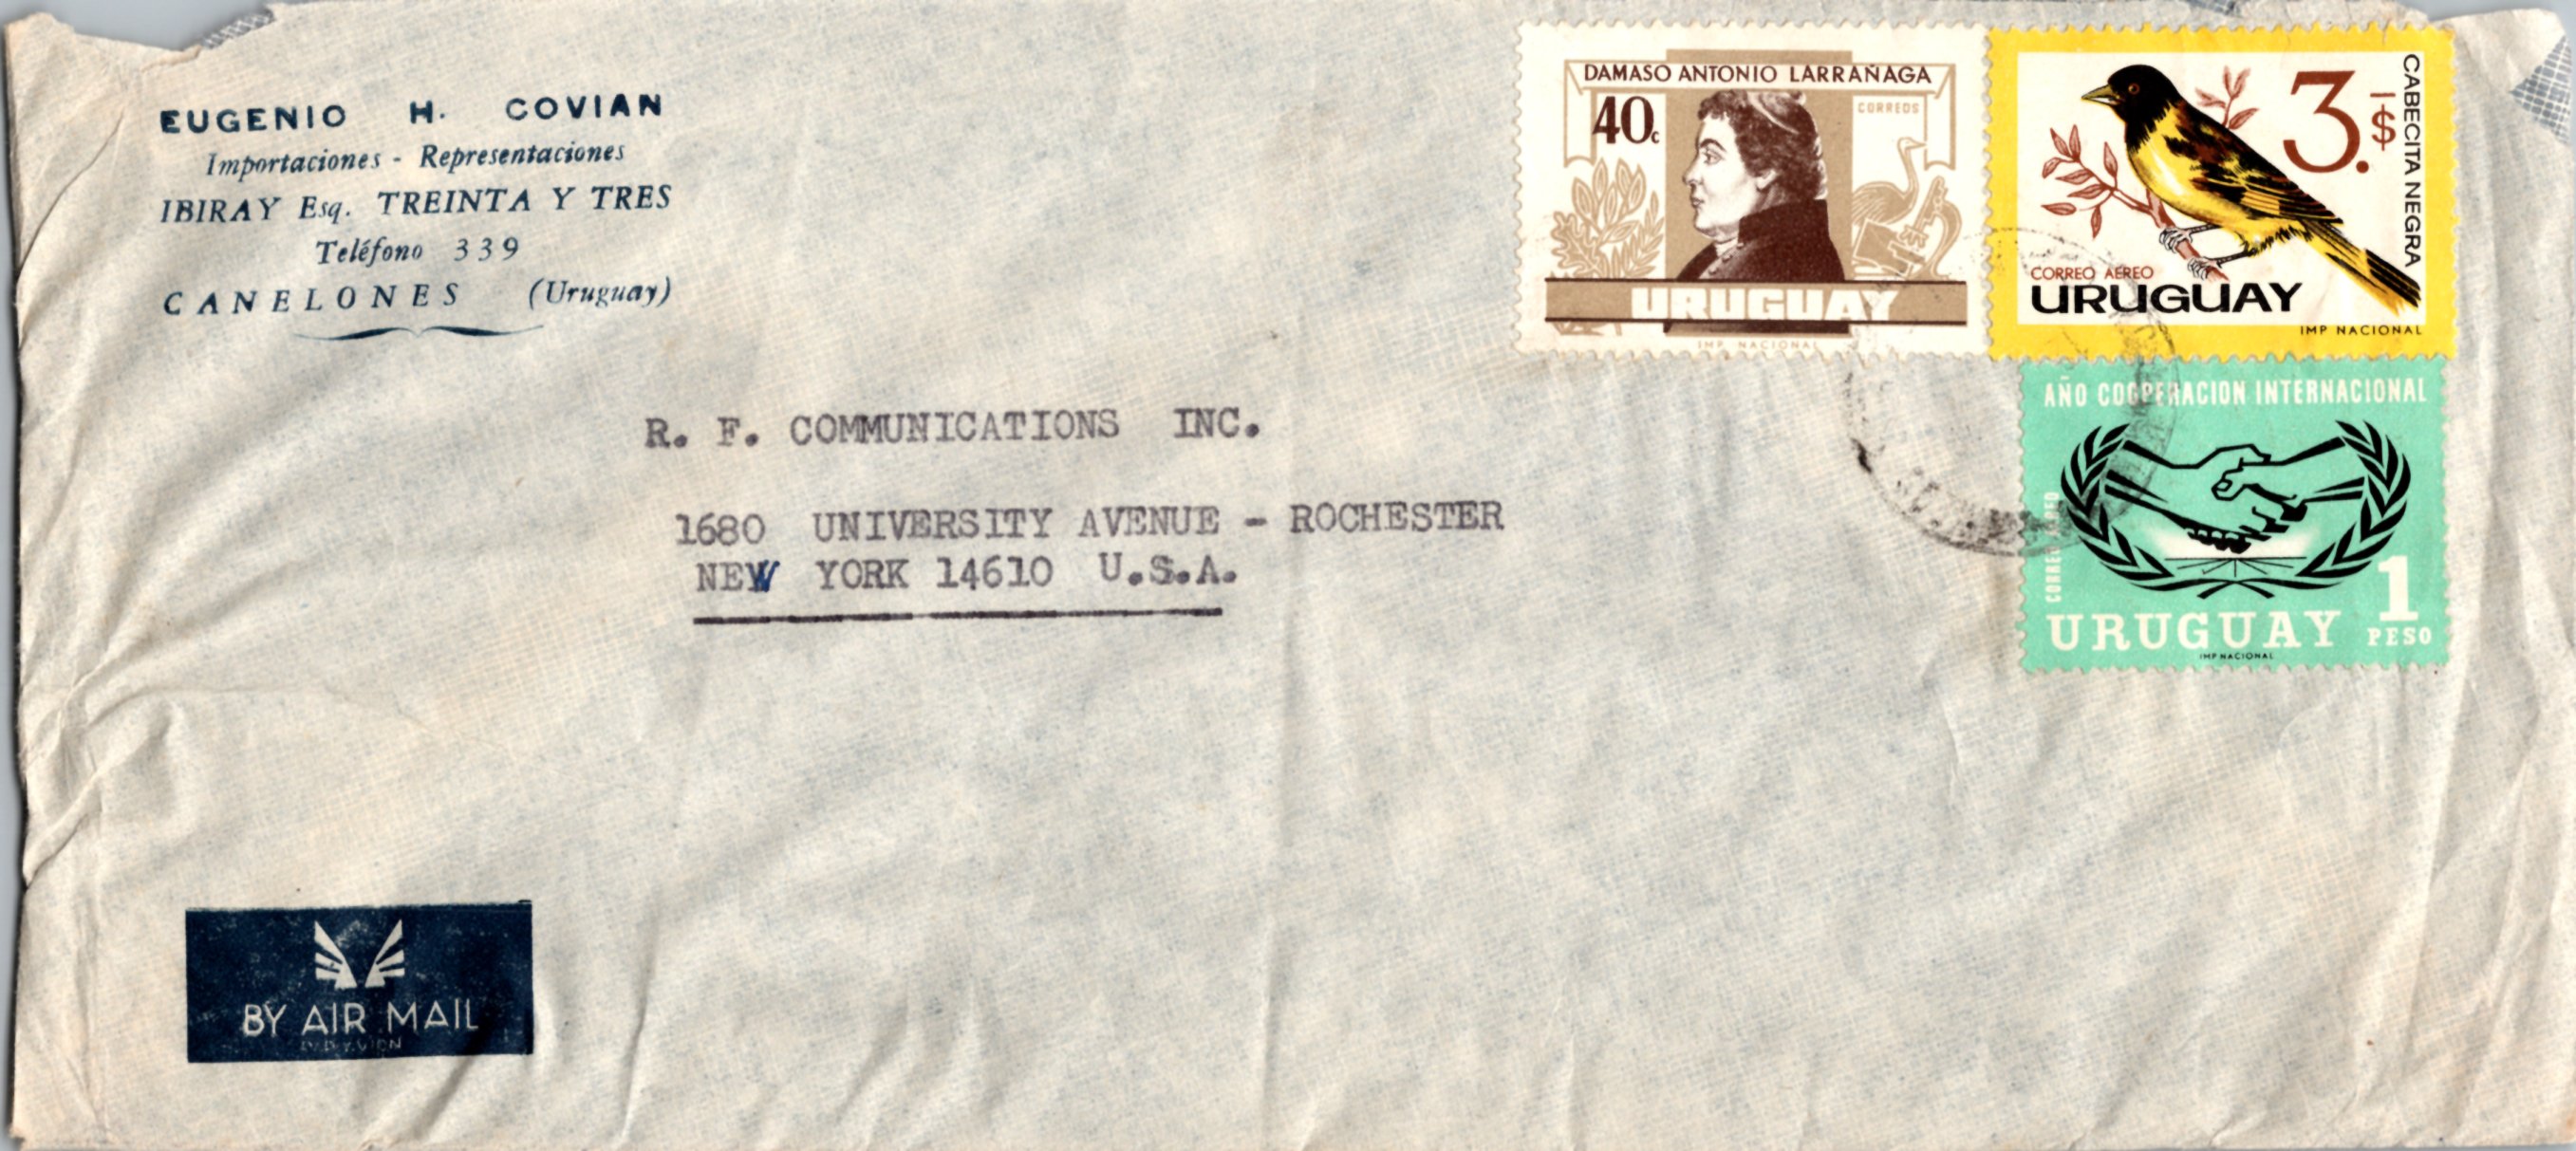 EUGENIO H. COVIAN
Importaciones - Representaciones
IBIRAY Esq. TREINTA Y TRES
Teléfono 339
CANELONES (Uruguay)
DAMASO ANTONIO LARRAÑAGA
40c
CORREOS
URUGUAY
IMP. NACIONAL
3. $
CABECITA NEGRA
CORREO AEREO
URUGUAY
IMP NACIONAL
AÑO COOPERACION INTERNACIONAL
CORREO AEREO
1
URUGUAY PESO
IMP NACIONAL
R. F. COMMUNICATIONS INC.
1680 UNIVERSITY AVENUE - ROCHESTER
NEW YORK 14610 U.S.A.
BY AIR MAIL